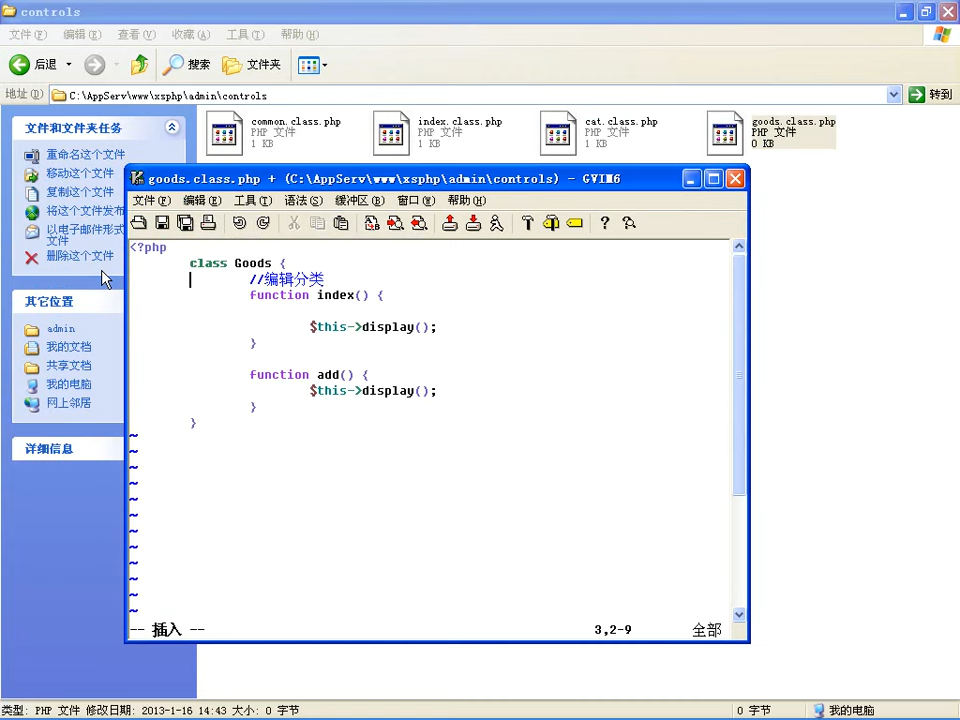 controls
文件(F) 编辑(E) 查看(V) 收藏(A) 工具(T) 帮助(H)
后退 搜索 文件夹
地址(D) C:\AppServ\www\xsphp\admin\controls 转到
文件和文件夹任务
重命名这个文件
移动这个文件
复制这个文件
将这个文件发布
以电子邮件形式
文件
删除这个文件
其它位置
admin
我的文档
共享文档
我的电脑
网上邻居
详细信息
common.class.php
PHP 文件
1 KB
index.class.php
PHP 文件
1 KB
cat.class.php
PHP 文件
1 KB
goods.class.php
PHP 文件
0 KB
goods.class.php + (C:\AppServ\www\xsphp\admin\controls) - GVIM6
文件(F) 编辑(E) 工具(T) 语法(S) 缓冲区(B) 窗口(W) 帮助(H)
<?php
class Goods {
//编辑分类
function index() {
$this->display();
}
function add() {
$this->display();
}
}
~
~
~
~
~
~
~
~
~
~
~
~
-- 插入 -- 3,2-9 全部
类型: PHP 文件 修改日期: 2013-1-16 14:43 大小: 0 字节 0 字节 我的电脑